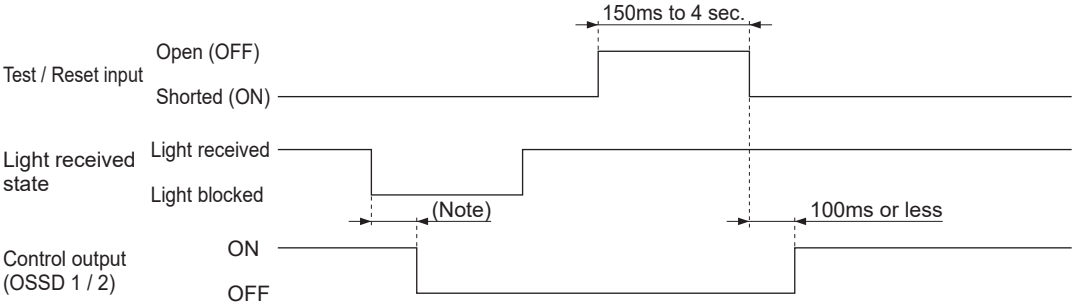 150ms to 4 sec.
Test / Reset input
Open (OFF)
Shorted (ON)
Light received
state
Light received
Light blocked
(Note)
100ms or less
Control output
(OSSD 1 / 2)
ON
OFF